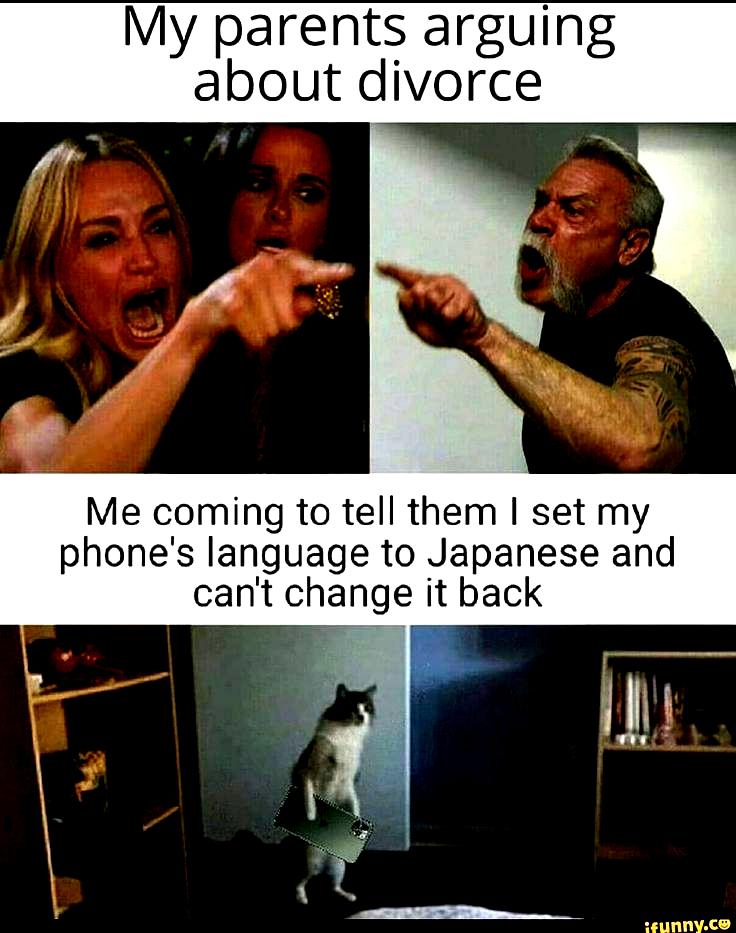 My parents arguing
about divorce
Me coming to tell them I set my
phone's language to Japanese and
can't change it back
ifunny.co